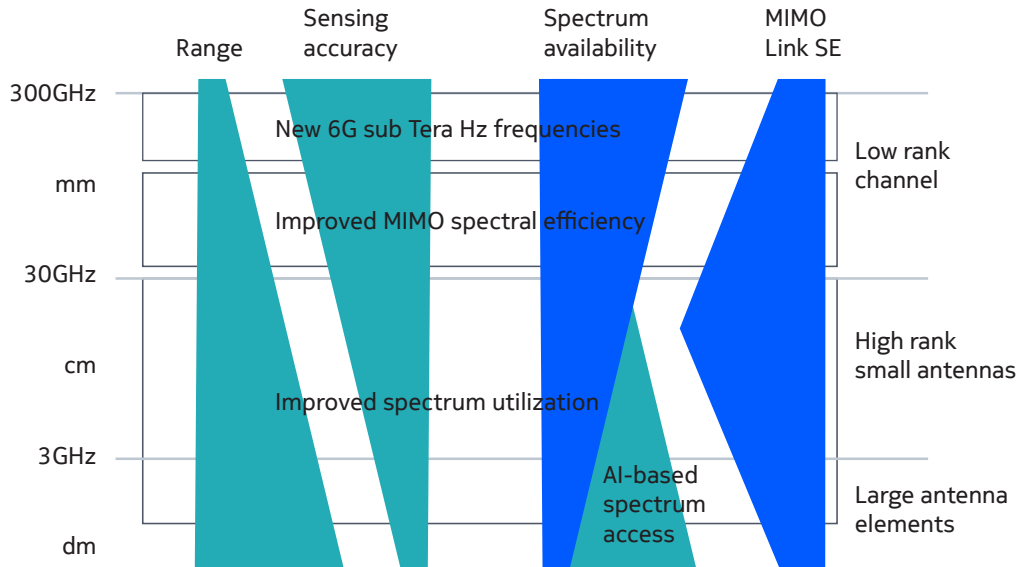 Range
Sensing
accuracy
Spectrum
availability
MIMO
Link SE
300GHz
New 6G sub Tera Hz frequencies
Low rank
channel
mm
Improved MIMO spectral efficiency
30GHz
High rank
small antennas
cm
Improved spectrum utilization
3GHz
AI-based
spectrum
access
Large antenna
elements
dm